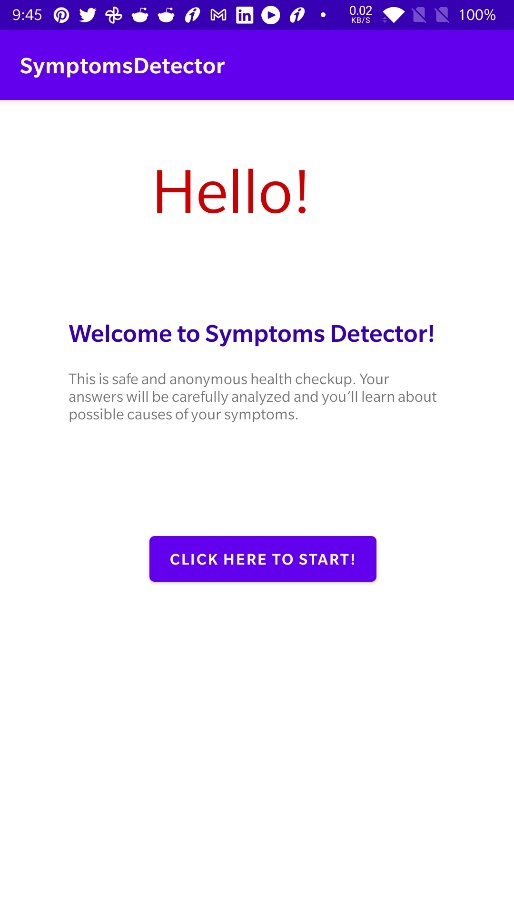 9:45 0.02 KB/S 100%
SymptomsDetector
Hello!
Welcome to Symptoms Detector!
This is safe and anonymous health checkup. Your
answers will be carefully analyzed and you'll learn about
possible causes of your symptoms.
CLICK HERE TO START!